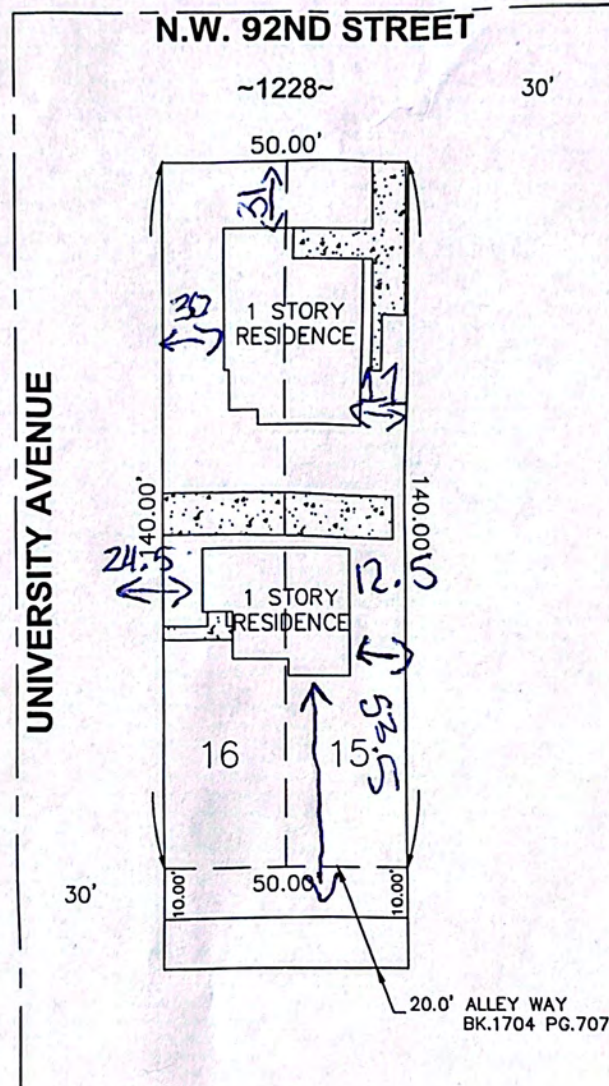 N.W. 92ND STREET
~1228~
30'
50.00'
31
30
1 STORY
RESIDENCE
11
UNIVERSITY AVENUE
140.00'
140.00'
24.5
12.5
1 STORY
RESIDENCE
53.5
16
15
30'
10.00'
50.00'
10.00'
20.0' ALLEY WAY
BK.1704 PG.707